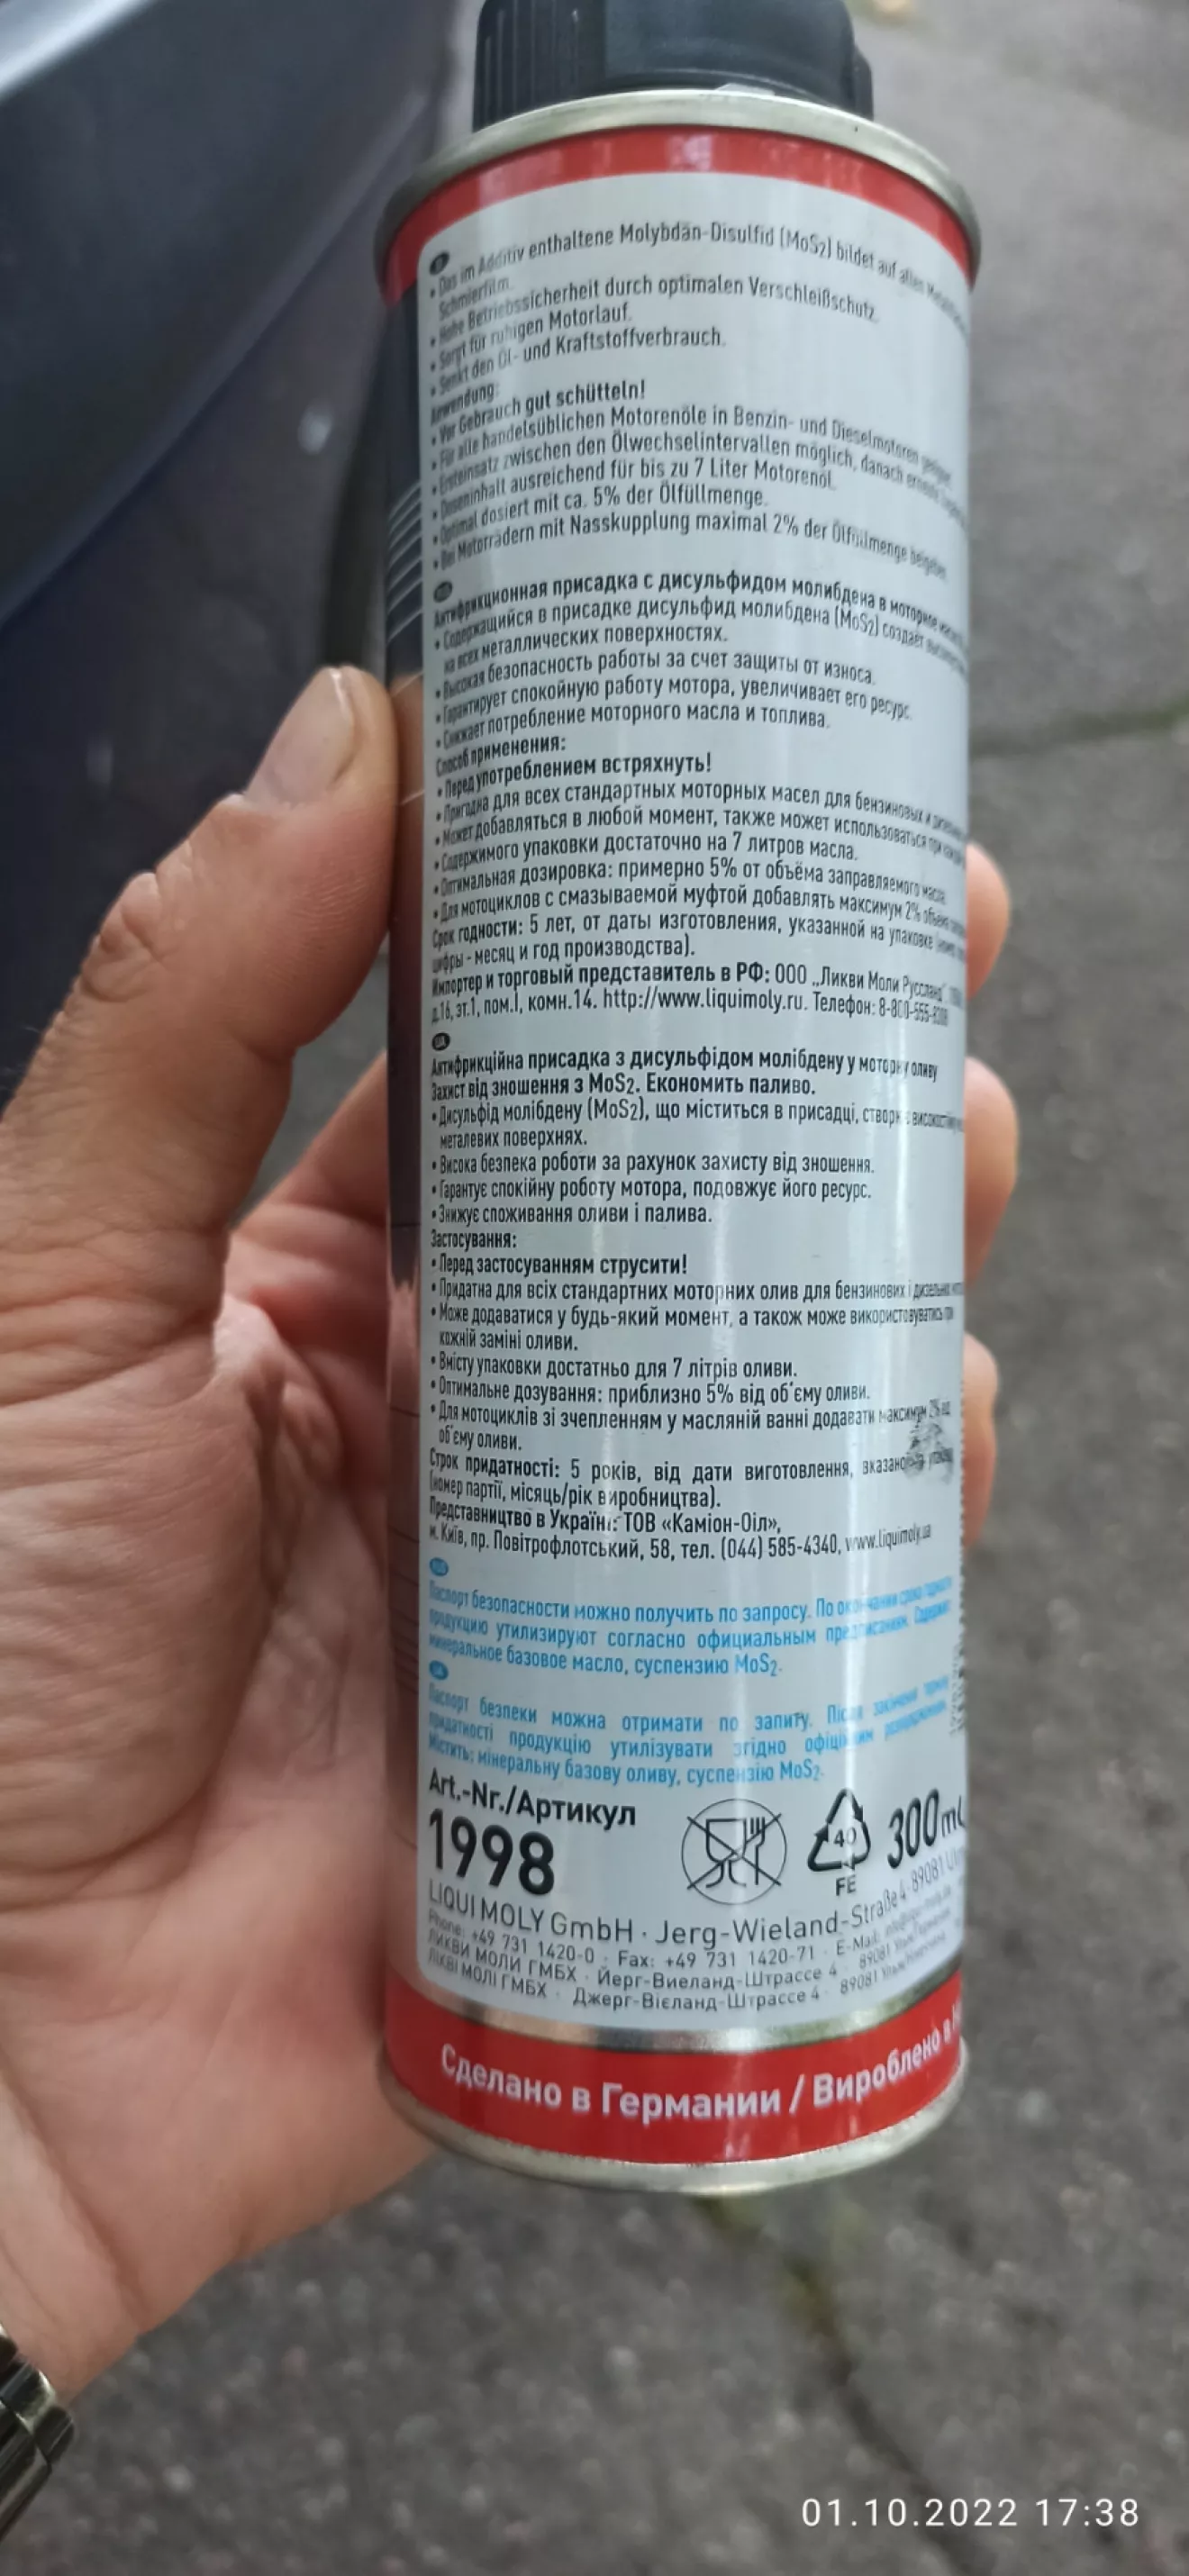 D
• Das im Additiv enthaltene Molybdän-Disulfid (MoS2) bildet auf allen
Schmierfilm.
• Hohe Betriebssicherheit durch optimalen Verschleißschutz.
• Sorgt für ruhigen Motorlauf.
• Senkt den Öl- und Kraftstoffverbrauch.
Anwendung:
• Vor Gebrauch gut schütteln!
• Für alle handelsüblichen Motorenöle in Benzin- und Dieselmotoren geeignet.
• Ersteinsatz zwischen den Ölwechselintervallen möglich, danach
• Doseninhalt ausreichend für bis zu 7 Liter Motorenöl.
• Optimal dosiert mit ca. 5% der Ölfüllmenge.
• Bei Motorrädern mit Nasskupplung maximal 2% der Ölfüllmenge beigeben.
Антифрикционная присадка с дисульфидом молибдена в моторное
• Содержащийся в присадке дисульфид молибдена (MoS2) создает
на всех металлических поверхностях.
• Высокая безопасность работы за счет защиты от износа.
• Гарантирует спокойную работу мотора, увеличивает его ресурс.
• Снижает потребление моторного масла и топлива.
Способ применения:
• Перед употреблением встряхнуть!
• Пригодна для всех стандартных моторных масел для бензиновых и
• Может добавляться в любой момент, также может использоваться при
• Содержимого упаковки достаточно на 7 литров масла.
• Оптимальная дозировка: примерно 5% от объёма заправляемого масла.
• Для мотоциклов с смазываемой муфтой добавлять максимум 2% объема
Срок годности: 5 лет, от даты изготовления, указанной на упаковке
цифры - месяц и год производства).
Импортер и торговый представитель в РФ: ООО „Ликви Моли Руссланд"
д.16, эт.1, пом.I, комн.14. http://www.liquimoly.ru. Телефон: 8-800-555-
UA
Антифрикційна присадка з дисульфідом молібдену у моторну оливу
Захист від зношення з MoS2. Економить паливо.
• Дисульфід молібдену (MoS2), що міститься в присадці,
металевих поверхнях.
• Висока безпека роботи за рахунок захисту від зношення.
• Гарантує спокійну роботу мотора, подовжує його ресурс.
• Знижує споживання оливи і палива.
Застосування:
• Перед застосуванням струсити!
• Придатна для всіх стандартних моторних олив для бензинових і дизельних
• Може додаватися у будь-який момент, а також може використовуватись при
кожній заміні оливи.
• Вмісту упаковки достатньо для 7 літрів оливи.
• Оптимальне дозування: приблизно 5% від об'єму оливи.
• Для мотоциклів зі зчепленням у масляній ванні додавати максимум 2% від
об'єму оливи.
Строк придатності: 5 років, від дати виготовлення,
(номер партії, місяць/рік виробництва).
Представництво в Україні: ТОВ «Каміон-Оіл»,
м. Київ, пр. Повітрофлотський, 58, тел. (044) 585-4340, www.liquimoly.ua
Паспорт безопасности можно получить по запросу. По окончании срока годности
продукцию утилизируют согласно официальным предписаниям. Содержит
минеральное базовое масло, суспензию MoS2.
UA
Паспорт безпеки можна отримати по запиту. Після закінчення терміну
придатності продукцію утилізувати згідно офіційним
Містить: мінеральну базову оливу, суспензію MoS2.
Art.-Nr./Артикул
1998
40
FE
300 mL
LIQUI MOLY GmbH · Jerg-Wieland-Straße 4 · 89081 Ulm
Phone: +49 731 1420-0 · Fax: +49 731 1420-71 · E-Mail:
ЛИКВИ МОЛИ ГМБХ · Йерг-Виеланд-Штрассе 4 · 89081
ЛІКВІ МОЛІ ГМБХ · Джерг-Вієланд-Штрассе 4 · 89081
Сделано в Германии / Вироблено в
01.10.2022 17:38